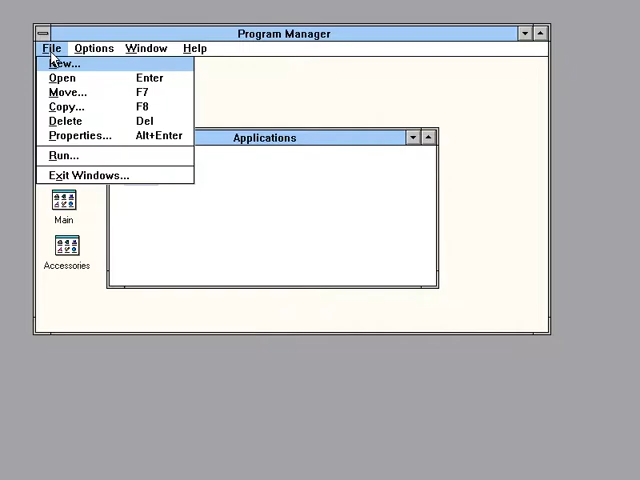 Program Manager
File Options Window Help
New...
Open Enter
Move... F7
Copy... F8
Delete Del
Properties... Alt+Enter
Applications
Run...
Exit Windows...
Main
Accessories